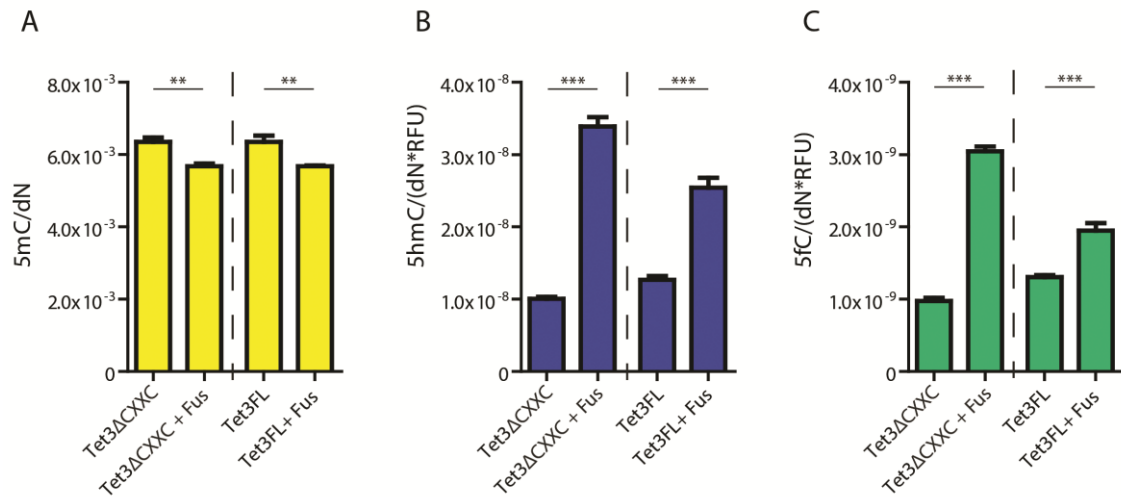 A
5mC/dN
8.0x10⁻³
6.0x10⁻³
4.0x10⁻³
2.0x10⁻³
0
**
**
Tet3ΔCXXC
Tet3ΔCXXC + Fus
Tet3FL
Tet3FL+ Fus
B
5hmC/(dN*RFU)
4.0x10⁻⁸
3.0x10⁻⁸
2.0x10⁻⁸
1.0x10⁻⁸
0
***
***
Tet3ΔCXXC
Tet3ΔCXXC + Fus
Tet3FL
Tet3FL+ Fus
C
5fC/(dN*RFU)
4.0x10⁻⁹
3.0x10⁻⁹
2.0x10⁻⁹
1.0x10⁻⁹
0
***
***
Tet3ΔCXXC
Tet3ΔCXXC + Fus
Tet3FL
Tet3FL+ Fus